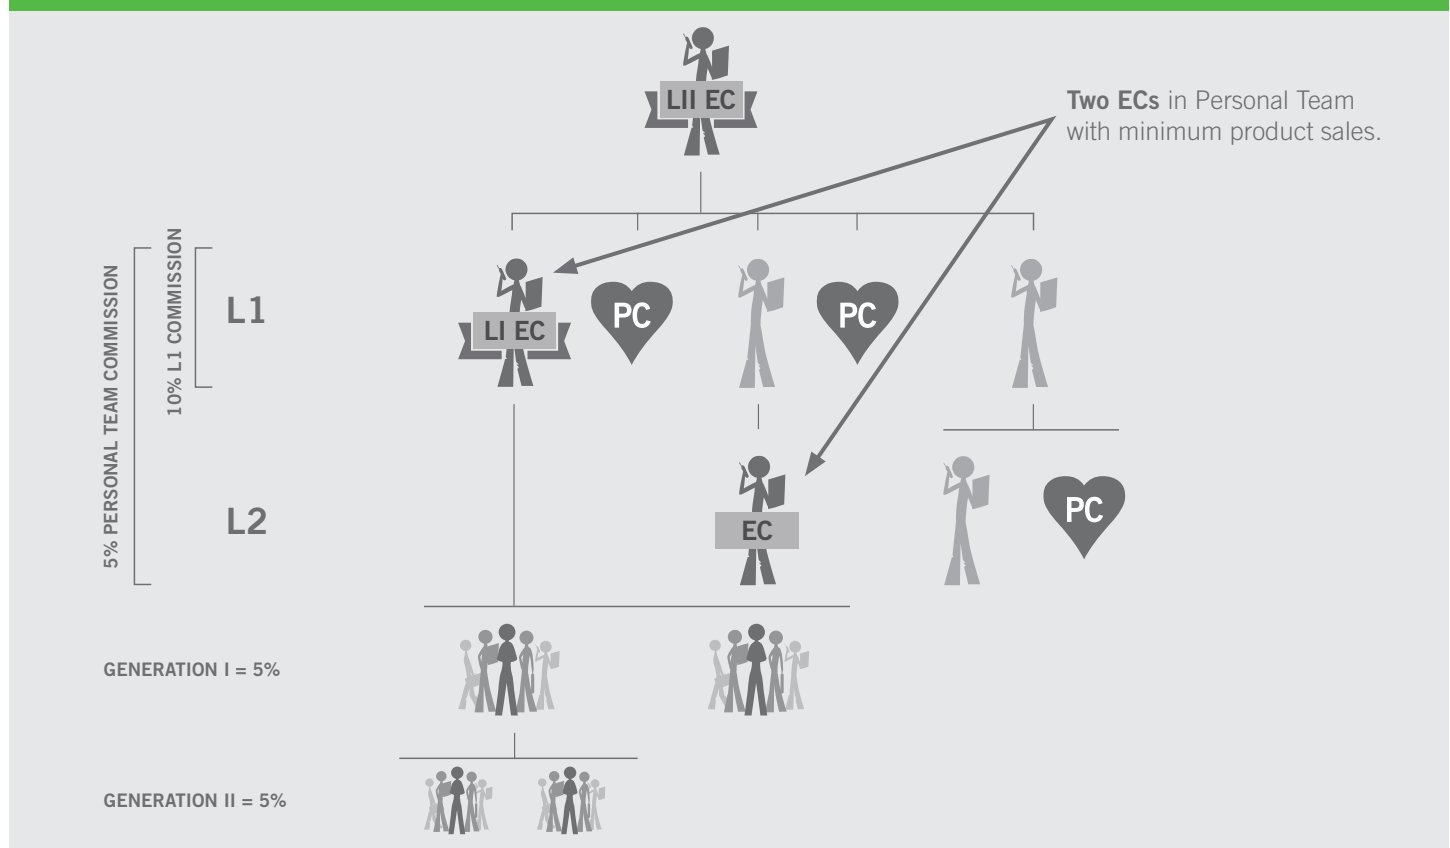 LII EC
Two ECs in Personal Team
with minimum product sales.
5% PERSONAL TEAM COMMISSION
10% L1 COMMISSION
L1
LI EC
PC
PC
L2
EC
PC
GENERATION I = 5%
GENERATION II = 5%